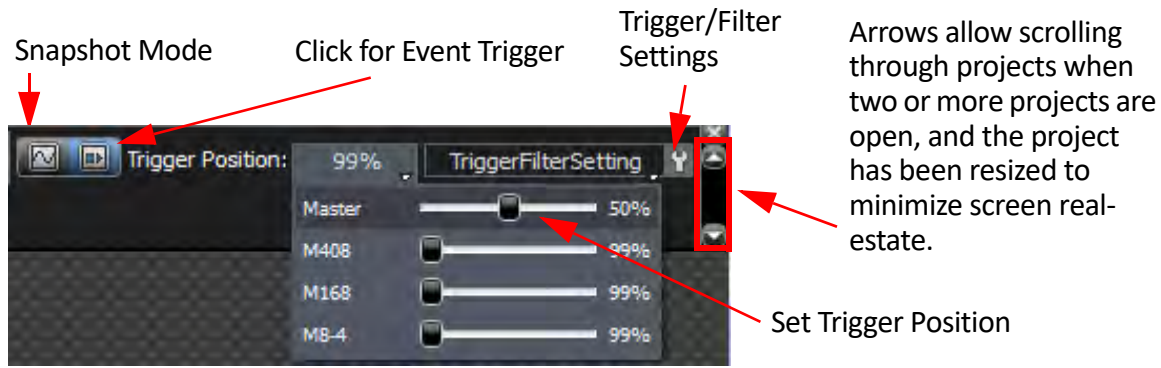 Snapshot Mode
Click for Event Trigger
Trigger/Filter
Settings
Arrows allow scrolling
through projects when
two or more projects are
open, and the project
has been resized to
minimize screen real-
estate.
Trigger Position: 99% TriggerFilterSetting
Master 50%
M408 99%
M168 99%
M8-4 99%
Set Trigger Position